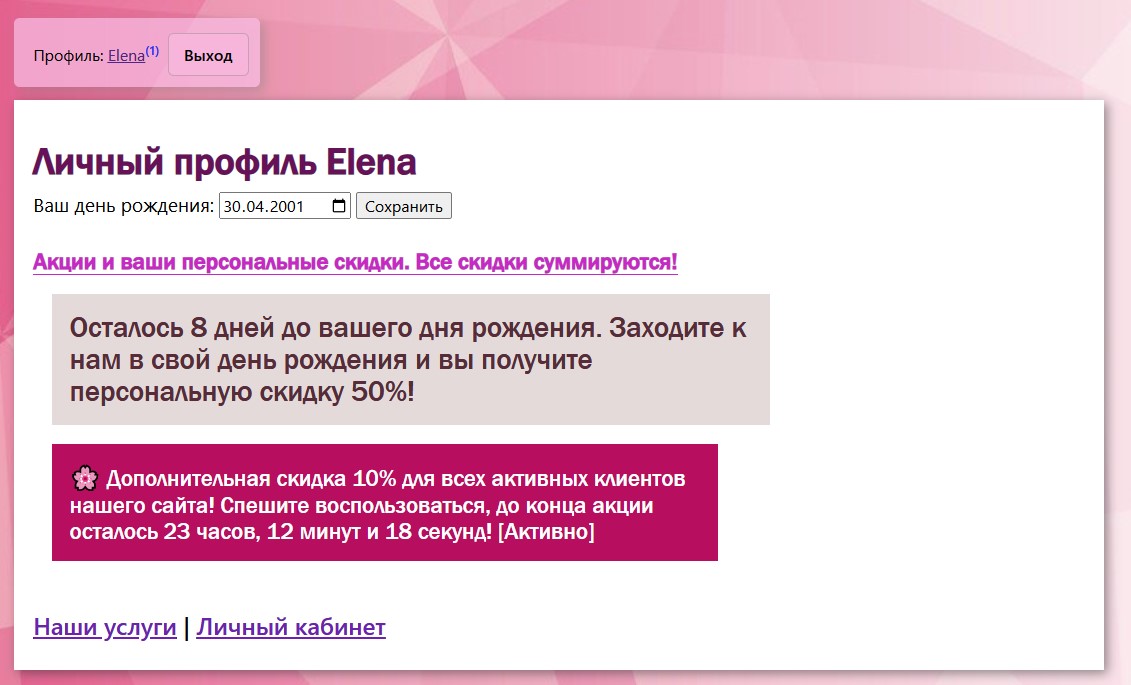 Профиль: Elena(1) Выход
Личный профиль Elena
Ваш день рождения: 30.04.2001 Сохранить
Акции и ваши персональные скидки. Все скидки суммируются!
Осталось 8 дней до вашего дня рождения. Заходите к
нам в свой день рождения и вы получите
персональную скидку 50%!
🌸 Дополнительная скидка 10% для всех активных клиентов
нашего сайта! Спешите воспользоваться, до конца акции
осталось 23 часов, 12 минут и 18 секунд! [Активно]
Наши услуги | Личный кабинет